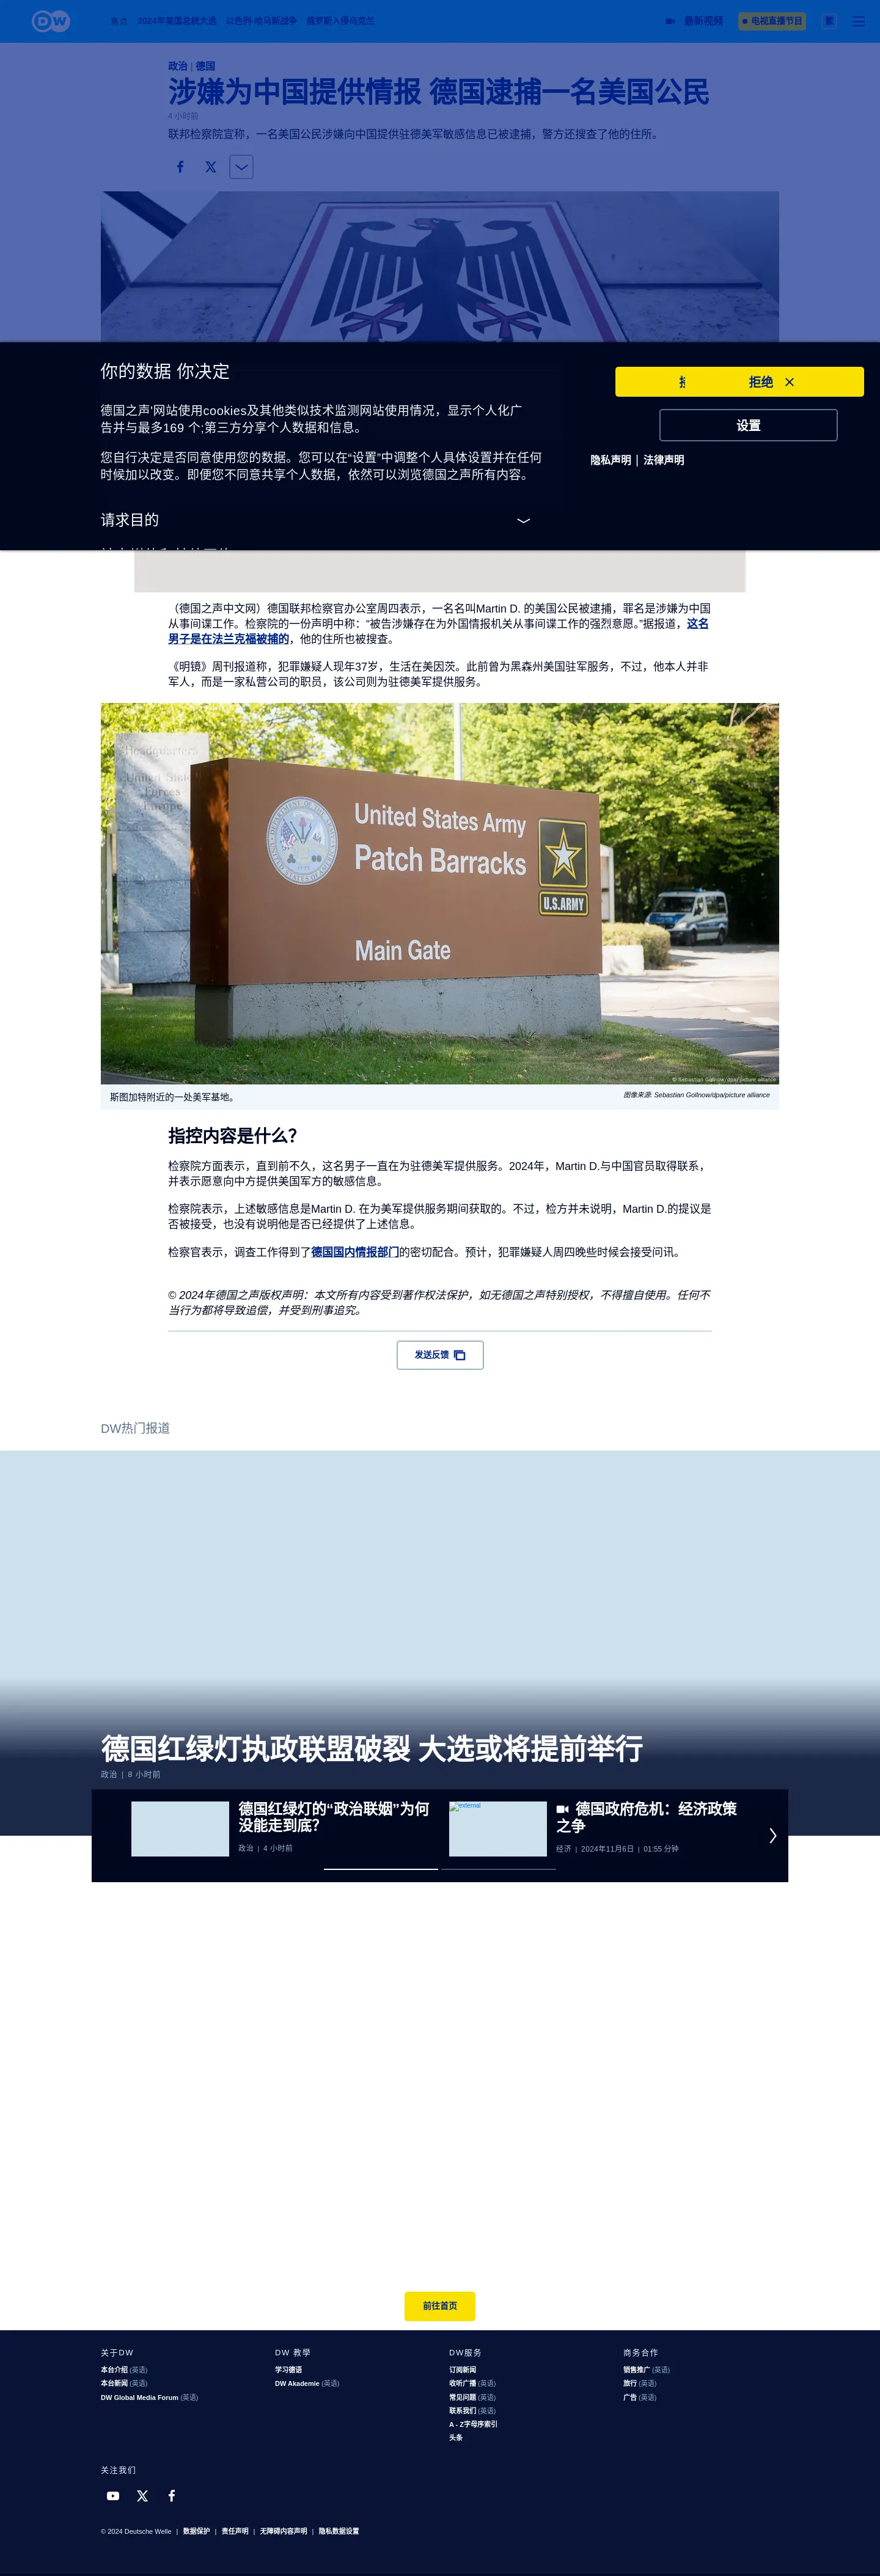 DW
焦点 2024年美国总统大选 以色列-哈马斯战争 俄罗斯入侵乌克兰 最新视频 电视直播节目 繁
政治 | 德国
涉嫌为中国提供情报 德国逮捕一名美国公民
4 小时前
联邦检察院宣称，一名美国公民涉嫌向中国提供驻德美军敏感信息已被逮捕，警方还搜查了他的住所。
你的数据 你决定
德国之声'网站使用cookies及其他类似技术监测网站使用情况，显示个人化广
告并与最多169 个;第三方分享个人数据和信息。
您自行决定是否同意使用您的数据。您可以在“设置”中调整个人具体设置并在任何
时候加以改变。即便您不同意共享个人数据，依然可以浏览德国之声所有内容。
请求目的
拒绝
设置
隐私声明 | 法律声明
（德国之声中文网）德国联邦检察官办公室周四表示，一名名叫Martin D. 的美国公民被逮捕，罪名是涉嫌为中国
从事间谍工作。检察院的一份声明中称：“被告涉嫌存在为外国情报机关从事间谍工作的强烈意愿。”据报道，这名
男子是在法兰克福被捕的，他的住所也被搜查。
《明镜》周刊报道称，犯罪嫌疑人现年37岁，生活在美因茨。此前曾为黑森州美国驻军服务，不过，他本人并非
军人，而是一家私营公司的职员，该公司则为驻德美军提供服务。
Headquarters
United States
Forces
Europe
United States Army
Patch Barracks
U.S.ARMY
Main Gate
© Sebastian Gollnow/dpa/picture alliance
斯图加特附近的一处美军基地。
图像来源: Sebastian Gollnow/dpa/picture alliance
指控内容是什么？
检察院方面表示，直到前不久，这名男子一直在为驻德美军提供服务。2024年，Martin D.与中国官员取得联系，
并表示愿意向中方提供美国军方的敏感信息。
检察院表示，上述敏感信息是Martin D. 在为美军提供服务期间获取的。不过，检方并未说明，Martin D.的提议是
否被接受，也没有说明他是否已经提供了上述信息。
检察官表示，调查工作得到了德国国内情报部门的密切配合。预计，犯罪嫌疑人周四晚些时候会接受问讯。
© 2024年德国之声版权声明：本文所有内容受到著作权法保护，如无德国之声特别授权，不得擅自使用。任何不
当行为都将导致追偿，并受到刑事追究。
发送反馈
DW热门报道
德国红绿灯执政联盟破裂 大选或将提前举行
政治 | 8 小时前
德国红绿灯的“政治联姻”为何
没能走到底？
政治 | 4 小时前
external
德国政府危机：经济政策
之争
经济 | 2024年11月6日 | 01:55 分钟
前往首页
关于DW
本台介绍 (英语)
本台新闻 (英语)
DW Global Media Forum (英语)
DW 教學
学习德语
DW Akademie (英语)
DW服务
订阅新闻
收听广播 (英语)
常见问题 (英语)
联系我们 (英语)
A - Z字母序索引
头条
商务合作
销售推广 (英语)
旅行 (英语)
广告 (英语)
关注我们
© 2024 Deutsche Welle | 数据保护 | 责任声明 | 无障碍内容声明 | 隐私数据设置